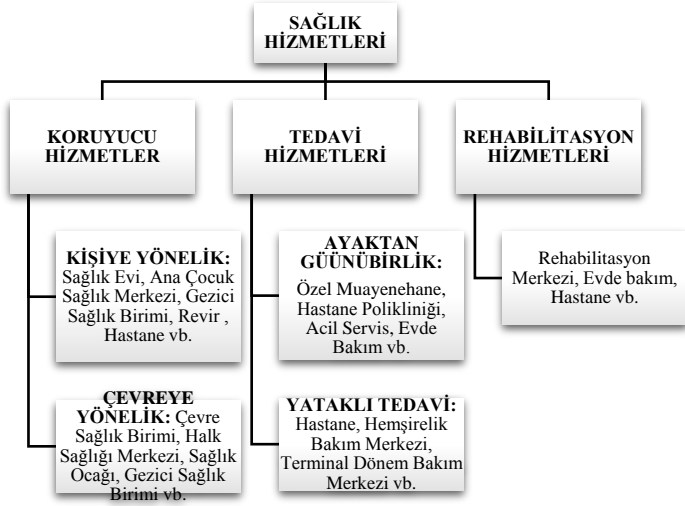 SAĞLIK
HİZMETLERİ
KORUYUCU
HİZMETLER
TEDAVİ
HİZMETLERİ
REHABİLİTASYON
HİZMETLERİ
KİŞİYE YÖNELİK:
Sağlık Evi, Ana Çocuk
Sağlık Merkezi, Gezici
Sağlık Birimi, Revir ,
Hastane vb.
ÇEVREYE
YÖNELİK: Çevre
Sağlık Birimi, Halk
Sağlığı Merkezi, Sağlık
Ocağı, Gezici Sağlık
Birimi vb.
AYAKTAN
GÜÜNÜBİRLİK:
Özel Muayenehane,
Hastane Polikliniği,
Acil Servis, Evde
Bakım vb.
YATAKLI TEDAVİ:
Hastane, Hemşirelik
Bakım Merkezi,
Terminal Dönem Bakım
Merkezi vb.
Rehabilitasyon
Merkezi, Evde bakım,
Hastane vb.